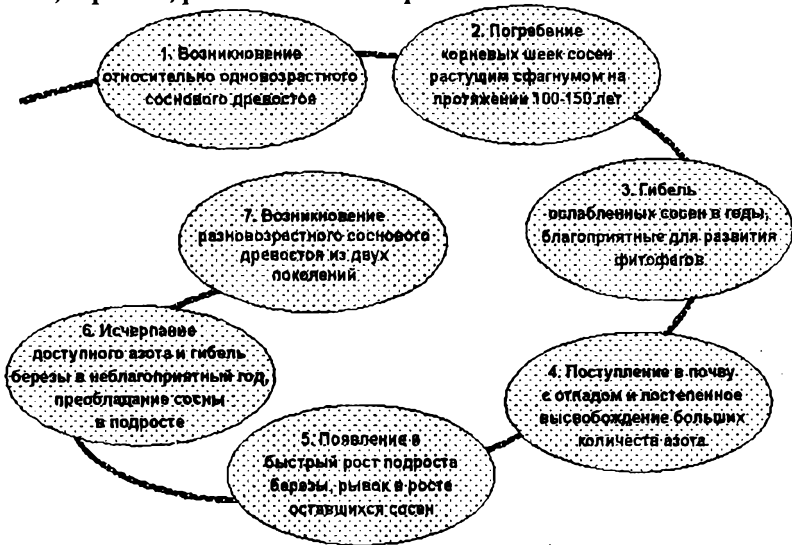 1. Возникновение
относительно одновозрастного
соснового древостоя
2. Погребение
корневых шеек сосен
растущим сфагнумом на
протяжении 100-150 лет
3. Гибель
ослабленных сосен в годы,
благоприятные для развития
фитофагов
4. Поступление в почву
с отпадом и постепенное
высвобождение больших
количеств азота
5. Появление и
быстрый рост подроста
березы, рывок в росте
оставшихся сосен
6. Исчерпание
доступного азота и гибель
березы в неблагоприятный год,
преобладание сосны
в подросте
7. Возникновение
разновозрастного соснового
древостоя из двух
поколений